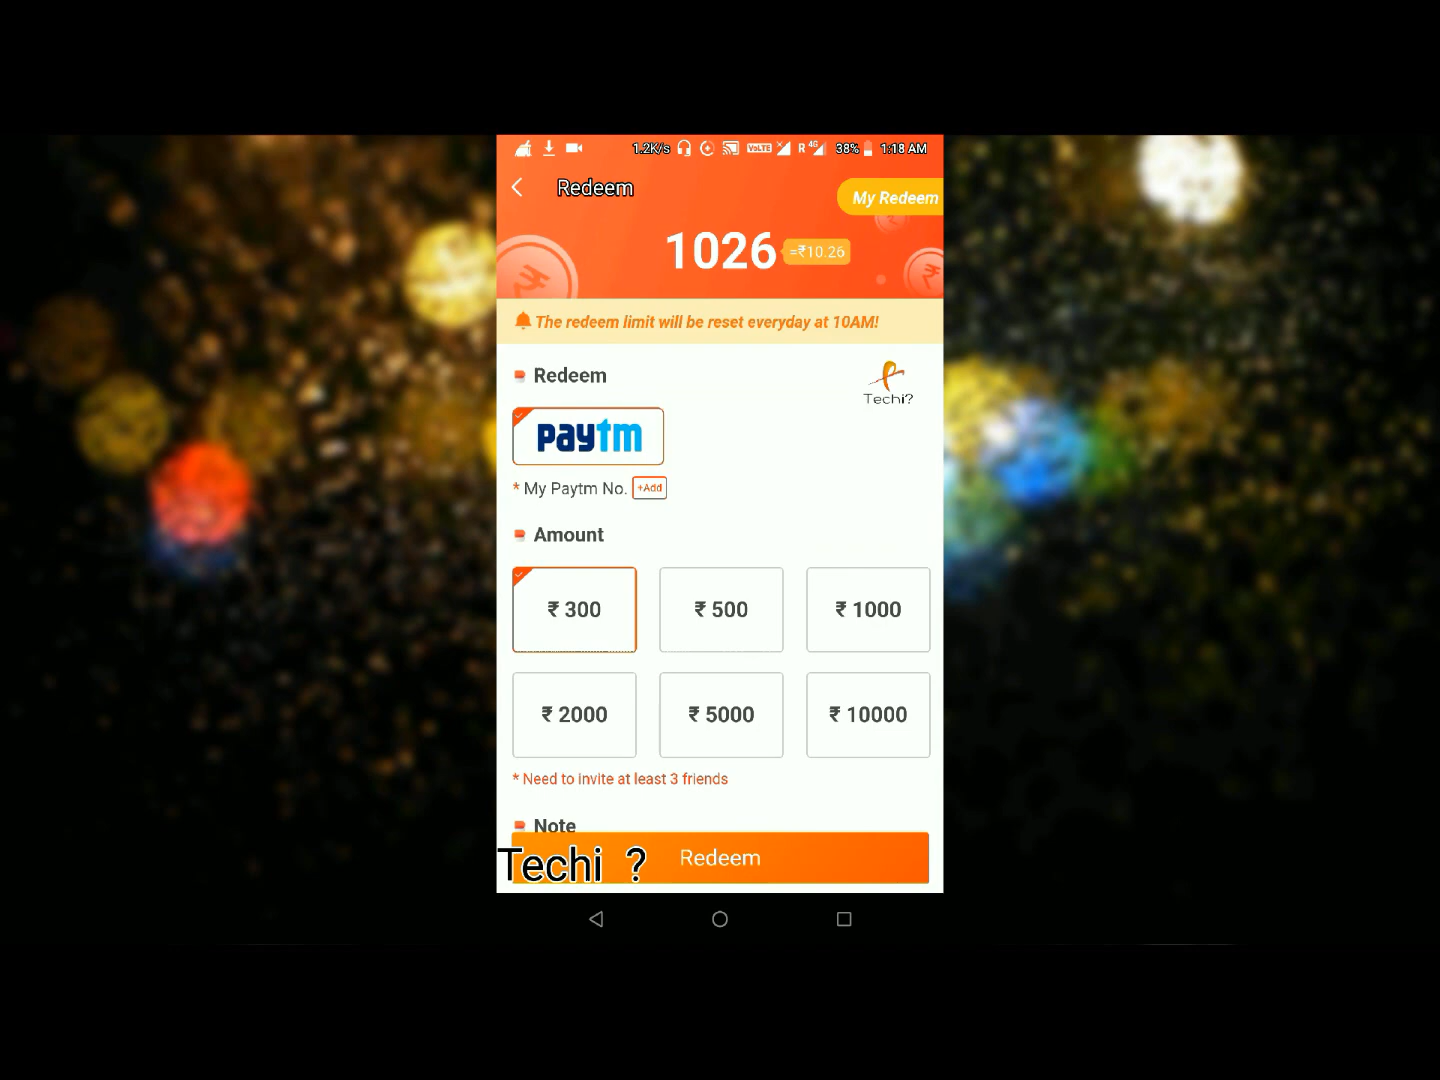 1.2K/s VoLTE R 4G 38% 1:18 AM
Redeem
My Redeem
1026 =₹10.26
The redeem limit will be reset everyday at 10AM!
Redeem
Techi?
paytm
* My Paytm No. +Add
Amount
₹ 300 ₹ 500 ₹ 1000
₹ 2000 ₹ 5000 ₹ 10000
* Need to invite at least 3 friends
Note
Techi ? Redeem